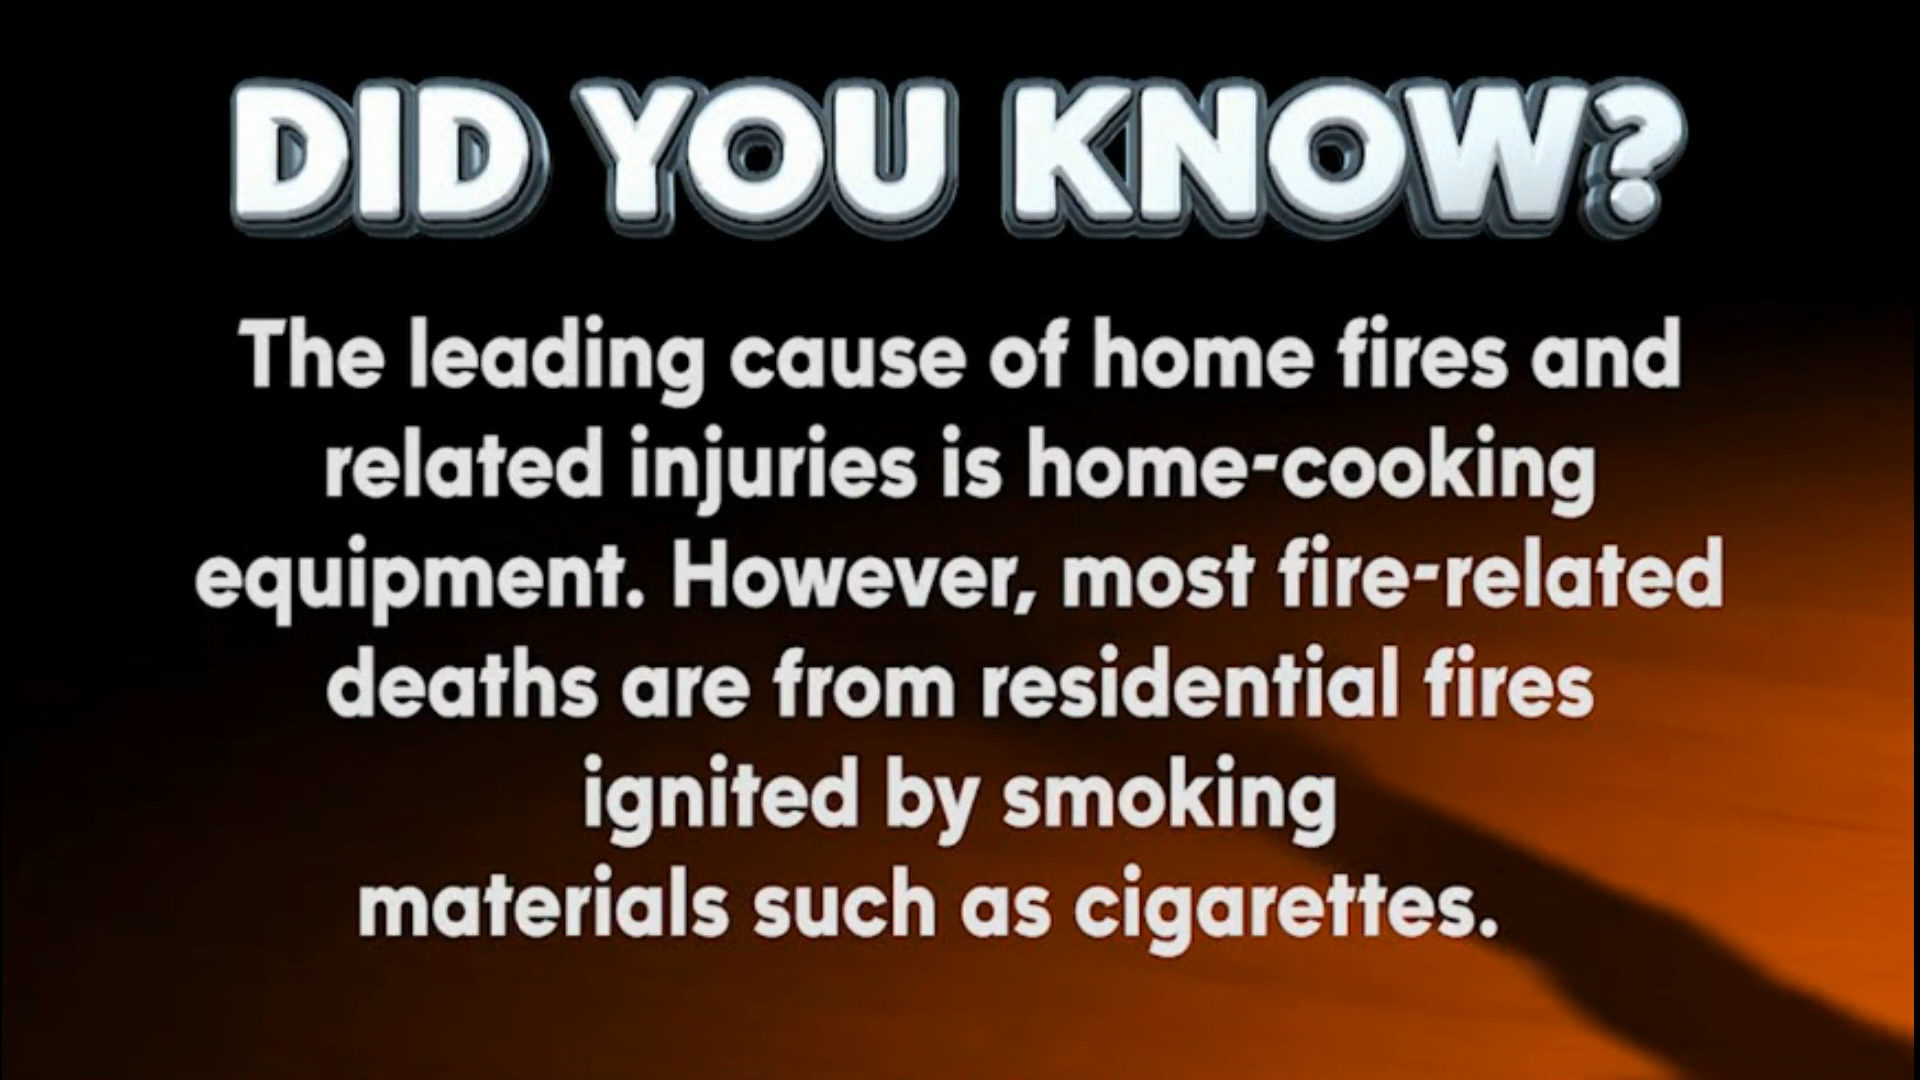 DID YOU KNOW?
The leading cause of home fires and
related injuries is home-cooking
equipment. However, most fire-related
deaths are from residential fires
ignited by smoking
materials such as cigarettes.